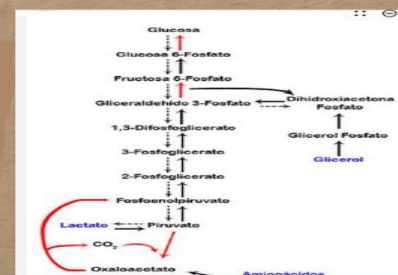 Glucosa
Glucosa 6-Fosfato
Fructosa 6-Fosfato
Gliceraldehído 3-Fosfato
Dihidroxiacetona
Fosfato
1,3-Difosfoglicerato
Glicerol Fosfato
3-Fosfoglicerato
Glicerol
2-Fosfoglicerato
Fosfoenolpiruvato
Lactato
Piruvato
CO2
Oxaloacetato
Aminoácidos